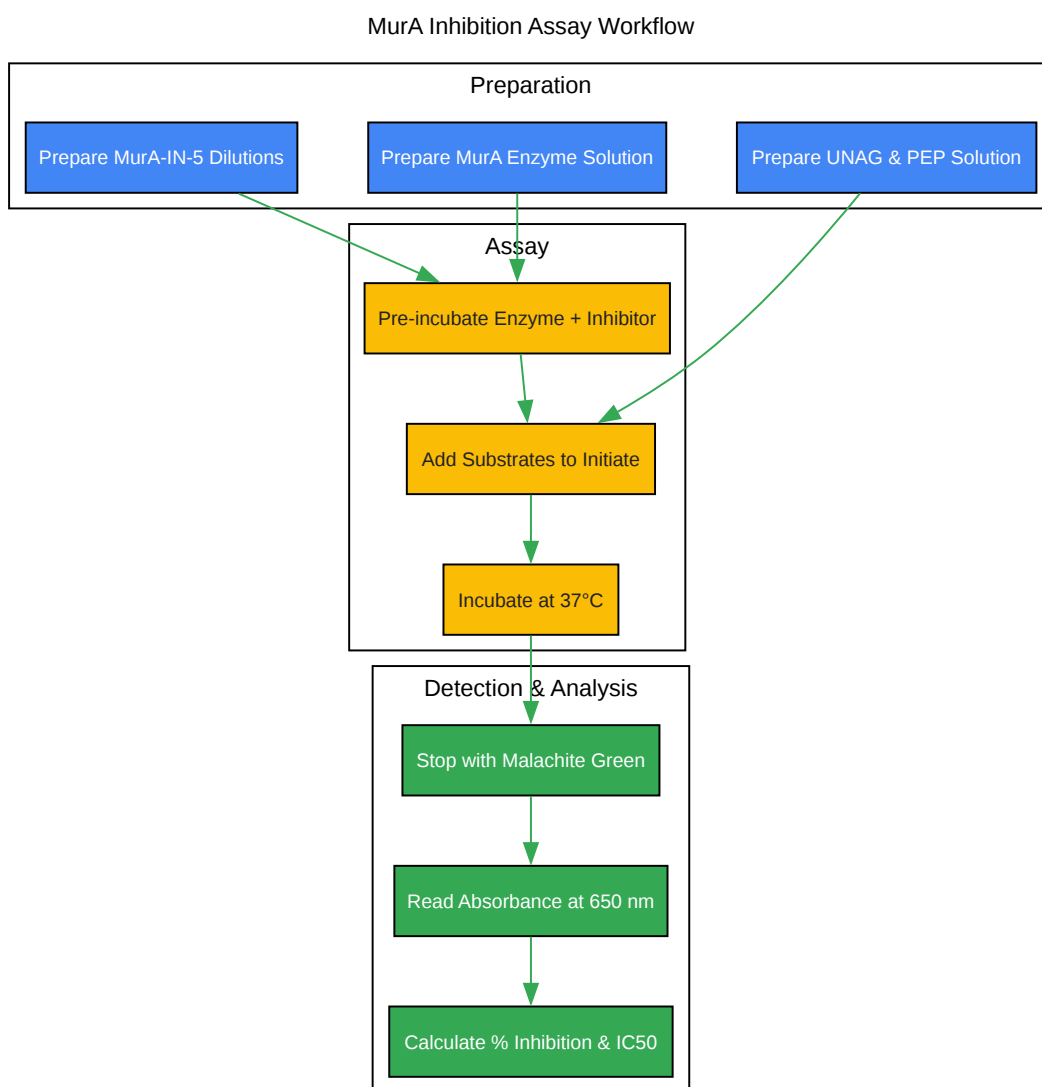 MurA Inhibition Assay Workflow
Preparation
Prepare MurA-IN-5 Dilutions
Prepare MurA Enzyme Solution
Prepare UNAG & PEP Solution
Assay
Pre-incubate Enzyme + Inhibitor
Add Substrates to Initiate
Incubate at 37°C
Detection & Analysis
Stop with Malachite Green
Read Absorbance at 650 nm
Calculate % Inhibition & IC50